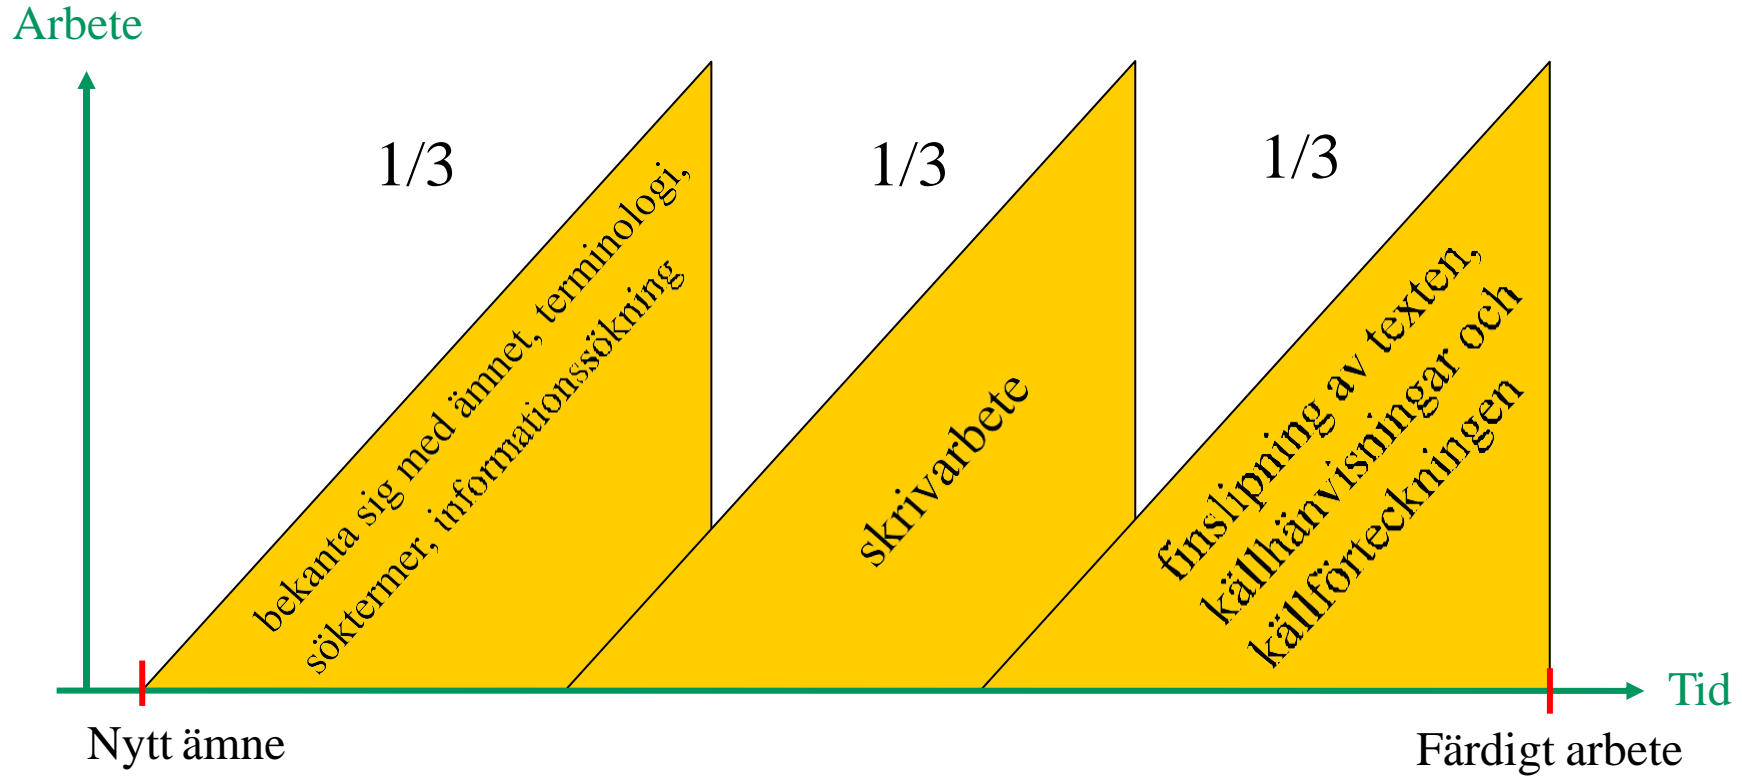 Arbete
1/3
1/3
1/3
bekanta sig med ämnet, terminologi,
söktermer, informationssökning
skrivarbete
finslipning av texten,
källhänvisningar och
källförteckningen
Tid
Nytt ämne
Färdigt arbete